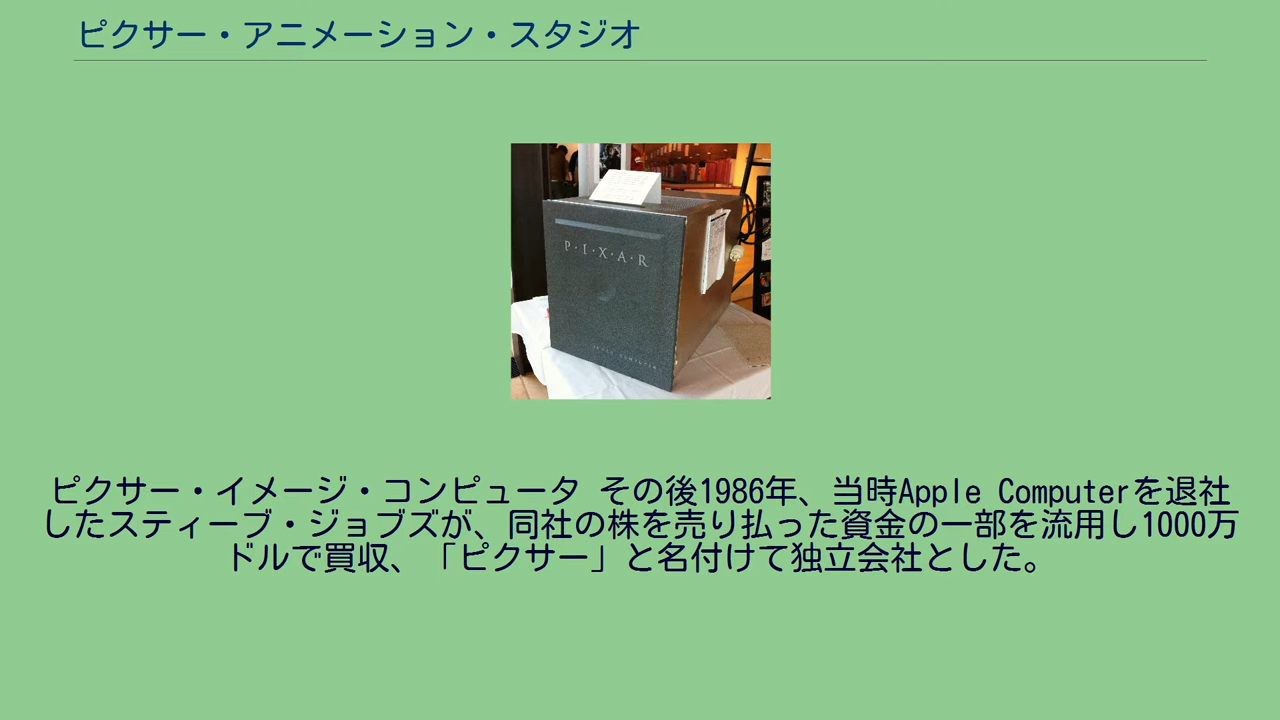 ピクサー・アニメーション・スタジオ
P·I·X·A·R
ピクサー・イメージ・コンピュータ その後1986年、当時Apple Computerを退社
したスティーブ・ジョブズが、同社の株を売り払った資金の一部を流用し1000万
ドルで買収、「ピクサー」と名付けて独立会社とした。